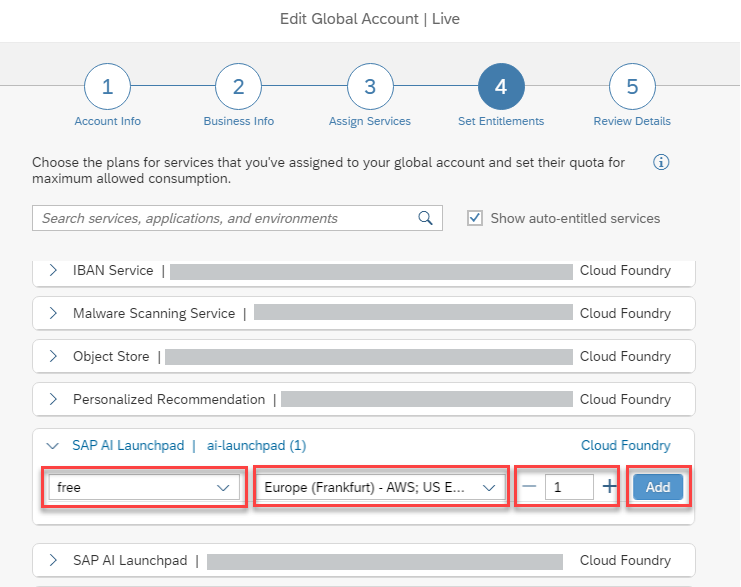 Edit Global Account | Live
1 2 3 4 5
Account Info Business Info Assign Services Set Entitlements Review Details
Choose the plans for services that you've assigned to your global account and set their quota for
maximum allowed consumption.
Search services, applications, and environments Show auto-entitled services
IBAN Service | Cloud Foundry
Malware Scanning Service | Cloud Foundry
Object Store | Cloud Foundry
Personalized Recommendation | Cloud Foundry
SAP AI Launchpad | ai-launchpad (1) Cloud Foundry
free Europe (Frankfurt) - AWS; US E... 1 Add
SAP AI Launchpad | Cloud Foundry